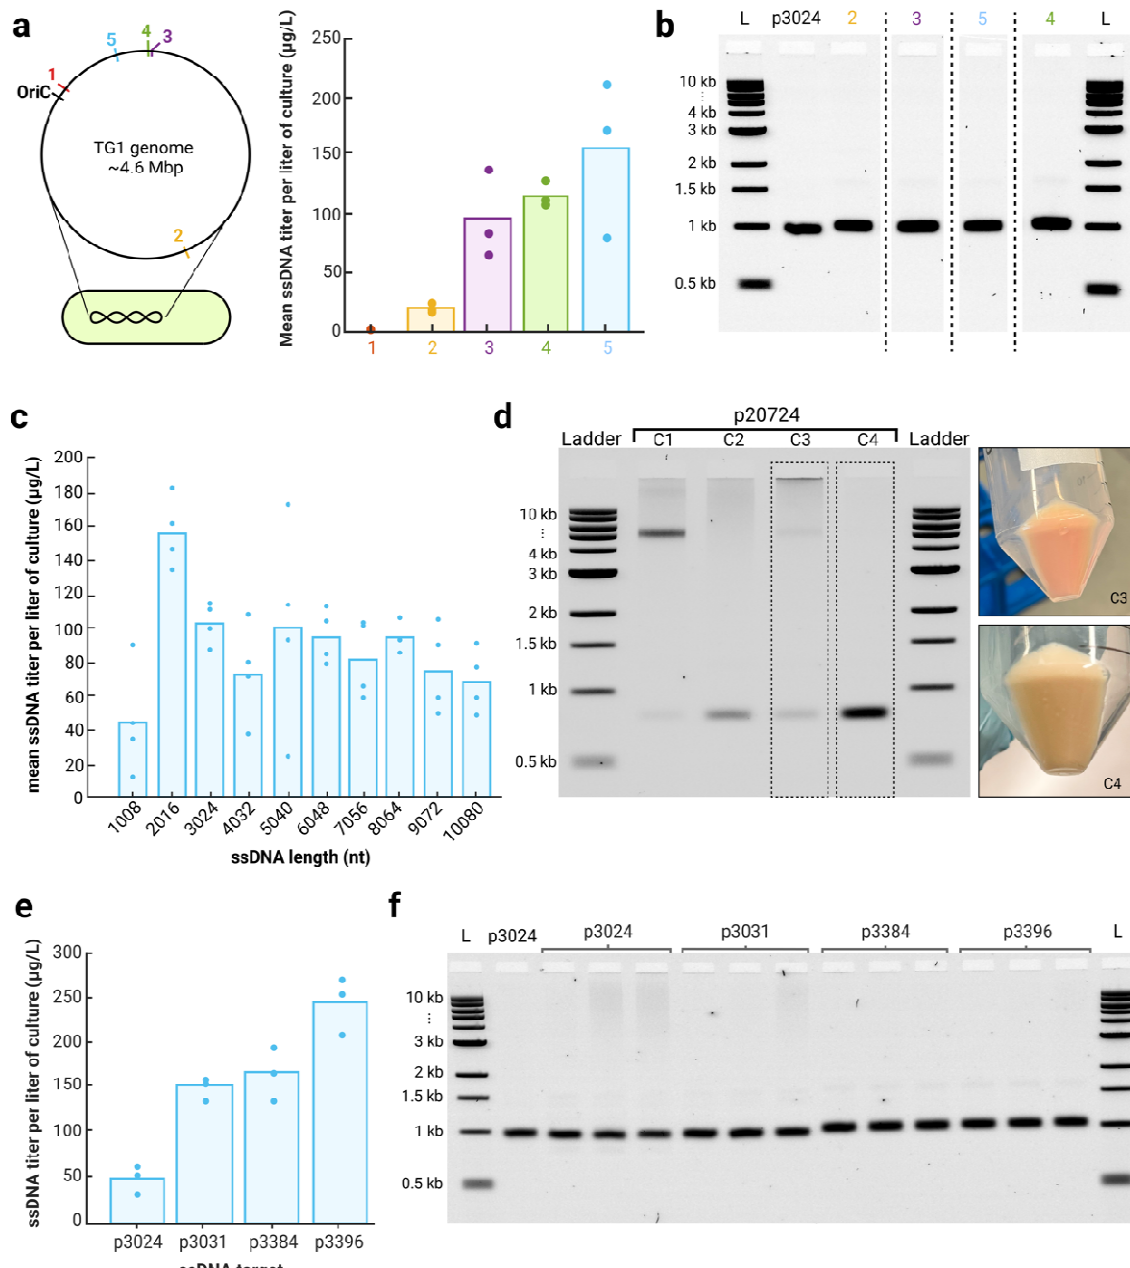 a
5
4
3
1
OriC
TG1 genome
~4.6 Mbp
2
Mean ssDNA titer per liter of culture (µg/L)
250
200
150
100
50
0
1 2 3 4 5
b
L p3024 2 3 5 4 L
10 kb
⋮
4 kb
3 kb
2 kb
1.5 kb
1 kb
0.5 kb
c
mean ssDNA titer per liter of culture (µg/L)
200
180
160
140
120
100
80
60
40
20
0
1008 2016 3024 4032 5040 6048 7056 8064 9072 10080
ssDNA length (nt)
d
p20724
Ladder C1 C2 C3 C4 Ladder
10 kb
⋮
4 kb
3 kb
2 kb
1.5 kb
1 kb
0.5 kb
C3
C4
e
ssDNA titer per liter of culture (µg/L)
300
250
200
150
100
50
0
p3024 p3031 p3384 p3396
ssDNA target
f
L p3024 p3024 p3031 p3384 p3396 L
10 kb
⋮
3 kb
2 kb
1.5 kb
1 kb
0.5 kb